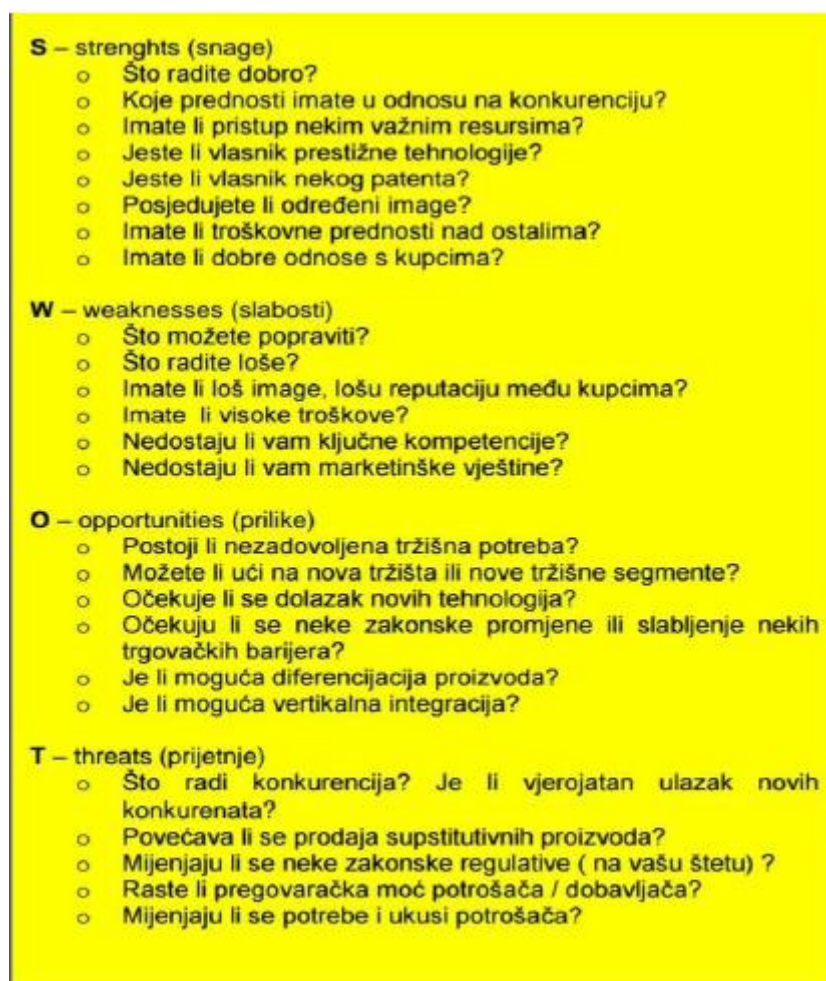 S – strenghts (snage)
o Što radite dobro?
o Koje prednosti imate u odnosu na konkurenciju?
o Imate li pristup nekim važnim resursima?
o Jeste li vlasnik prestižne tehnologije?
o Jeste li vlasnik nekog patenta?
o Posjedujete li određeni image?
o Imate li troškovne prednosti nad ostalima?
o Imate li dobre odnose s kupcima?
W – weaknesses (slabosti)
o Što možete popraviti?
o Što radite loše?
o Imate li loš image, lošu reputaciju među kupcima?
o Imate li visoke troškove?
o Nedostaju li vam ključne kompetencije?
o Nedostaju li vam marketinške vještine?
O – opportunities (prilike)
o Postoji li nezadovoljena tržišna potreba?
o Možete li ući na nova tržišta ili nove tržišne segmente?
o Očekuje li se dolazak novih tehnologija?
o Očekuju li se neke zakonske promjene ili slabljenje nekih
trgovačkih barijera?
o Je li moguća diferencijacija proizvoda?
o Je li moguća vertikalna integracija?
T – threats (prijetnje)
o Što radi konkurencija? Je li vjerojatan ulazak novih
konkurenata?
o Povećava li se prodaja supstitutivnih proizvoda?
o Mijenjaju li se neke zakonske regulative ( na vašu štetu) ?
o Raste li pregovaračka moć potrošača / dobavljača?
o Mijenjaju li se potrebe i ukusi potrošača?